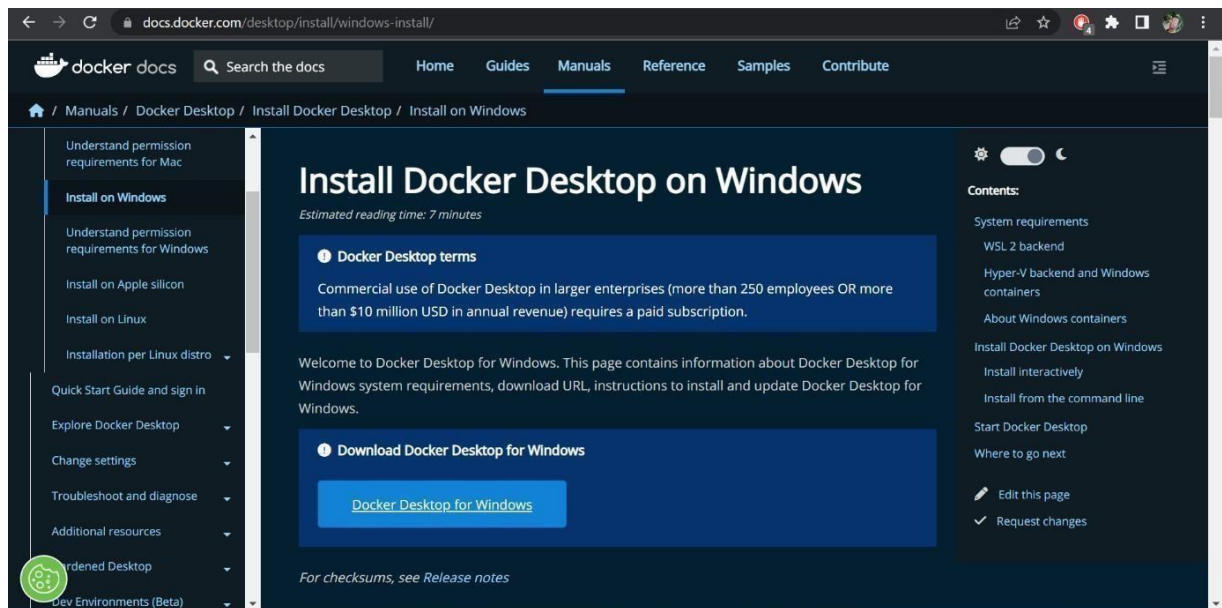 docs.docker.com/desktop/install/windows-install/
4
docker docs
Search the docs
Home
Guides
Manuals
Reference
Samples
Contribute
/ Manuals / Docker Desktop / Install Docker Desktop / Install on Windows
Understand permission
requirements for Mac
Install on Windows
Understand permission
requirements for Windows
Install on Apple silicon
Install on Linux
Installation per Linux distro
Quick Start Guide and sign in
Explore Docker Desktop
Change settings
Troubleshoot and diagnose
Additional resources
rdened Desktop
Dev Environments (Beta)
Install Docker Desktop on Windows
Estimated reading time: 7 minutes
Docker Desktop terms
Commercial use of Docker Desktop in larger enterprises (more than 250 employees OR more
than $10 million USD in annual revenue) requires a paid subscription.
Welcome to Docker Desktop for Windows. This page contains information about Docker Desktop for
Windows system requirements, download URL, instructions to install and update Docker Desktop for
Windows.
Download Docker Desktop for Windows
Docker Desktop for Windows
For checksums, see Release notes
Contents:
System requirements
WSL 2 backend
Hyper-V backend and Windows
containers
About Windows containers
Install Docker Desktop on Windows
Install interactively
Install from the command line
Start Docker Desktop
Where to go next
Edit this page
Request changes